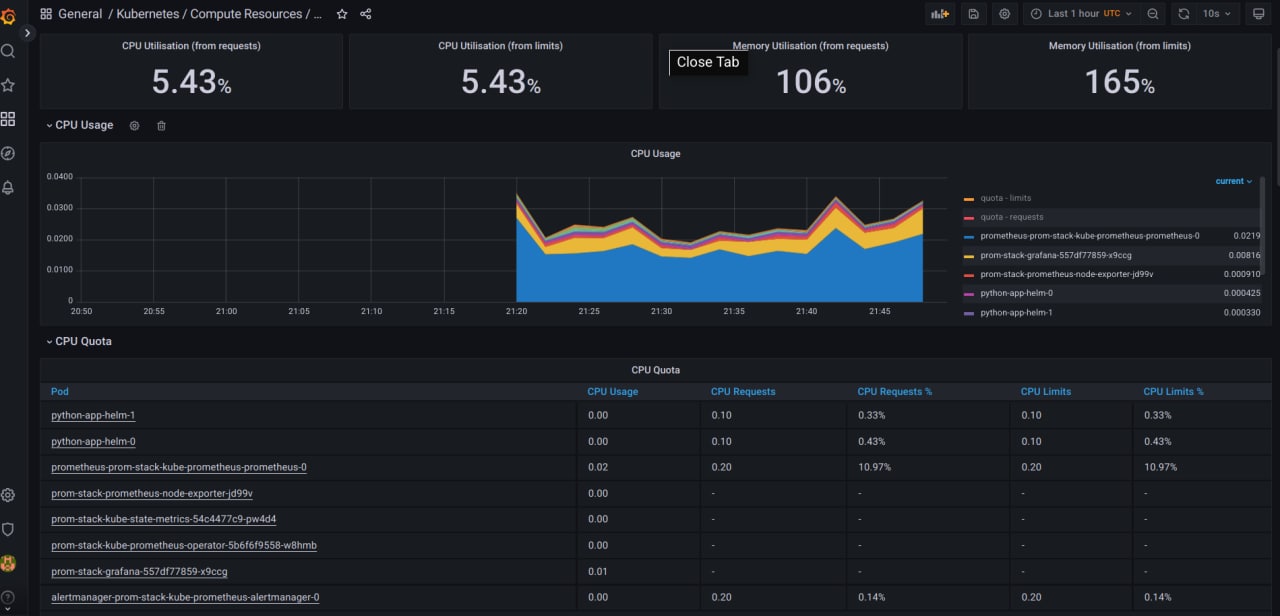 General / Kubernetes / Compute Resources / ...
Last 1 hour UTC
10s
CPU Utilisation (from requests)
5.43%
CPU Utilisation (from limits)
5.43%
Memory Utilisation (from requests)
106%
Close Tab
Memory Utilisation (from limits)
165%
CPU Usage
CPU Usage
0.0400
0.0300
0.0200
0.0100
0
20:50 20:55 21:00 21:05 21:10 21:15 21:20 21:25 21:30 21:35 21:40 21:45
current
quota - limits
quota - requests
prometheus-prom-stack-kube-prometheus-prometheus-0 0.0219
prom-stack-grafana-557df77859-x9ccg 0.00816
prom-stack-prometheus-node-exporter-jd99v 0.000910
python-app-helm-0 0.000425
python-app-helm-1 0.000330
CPU Quota
CPU Quota
Pod CPU Usage CPU Requests CPU Requests % CPU Limits CPU Limits %
python-app-helm-1 0.00 0.10 0.33% 0.10 0.33%
python-app-helm-0 0.00 0.10 0.43% 0.10 0.43%
prometheus-prom-stack-kube-prometheus-prometheus-0 0.02 0.20 10.97% 0.20 10.97%
prom-stack-prometheus-node-exporter-jd99v 0.00 - - - -
prom-stack-kube-state-metrics-54c4477c9-pw4d4 0.00 - - - -
prom-stack-kube-prometheus-operator-5b6f6f9558-w8hmb 0.00 - - - -
prom-stack-grafana-557df77859-x9ccg 0.01 - - - -
alertmanager-prom-stack-kube-prometheus-alertmanager-0 0.00 0.20 0.14% 0.20 0.14%